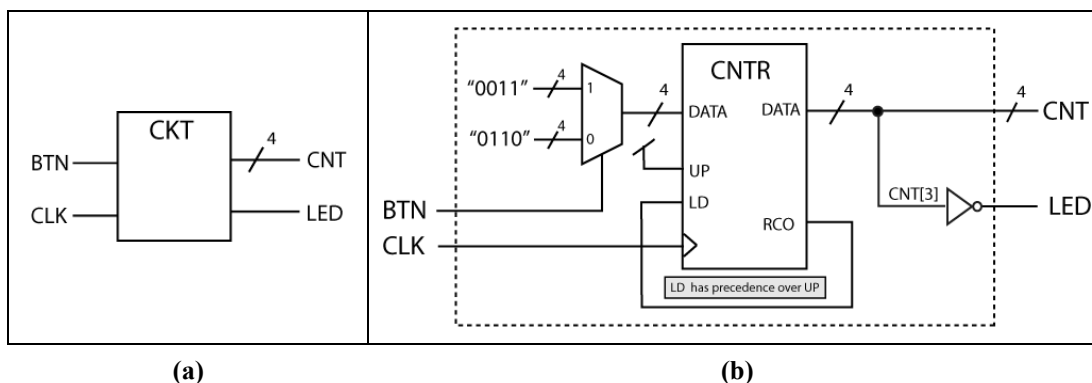 CKT
BTN
CLK
4
CNT
LED
(a)
"0011"
4
1
"0110"
4
0
4
CNTR
DATA
DATA
UP
LD
RCO
4
4
CNT
CNT[3]
LED
BTN
CLK
LD has precedence over UP
(b)